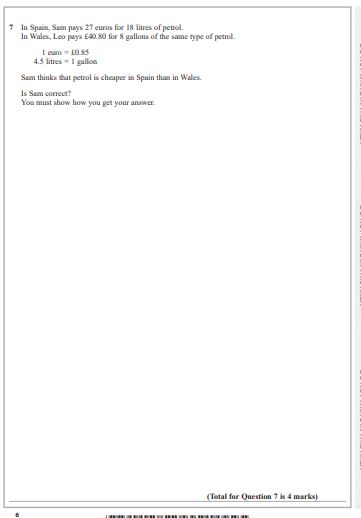 7 In Spain, Sam pays 27 euros for 18 litres of petrol.
In Wales, Leo pays £40.80 for 8 gallons of the same type of petrol.
1 euro = £0.85
4.5 litres = 1 gallon
Sam thinks that petrol is cheaper in Spain than in Wales.
Is Sam correct?
You must show how you get your answer.
(Total for Question 7 is 4 marks)
6